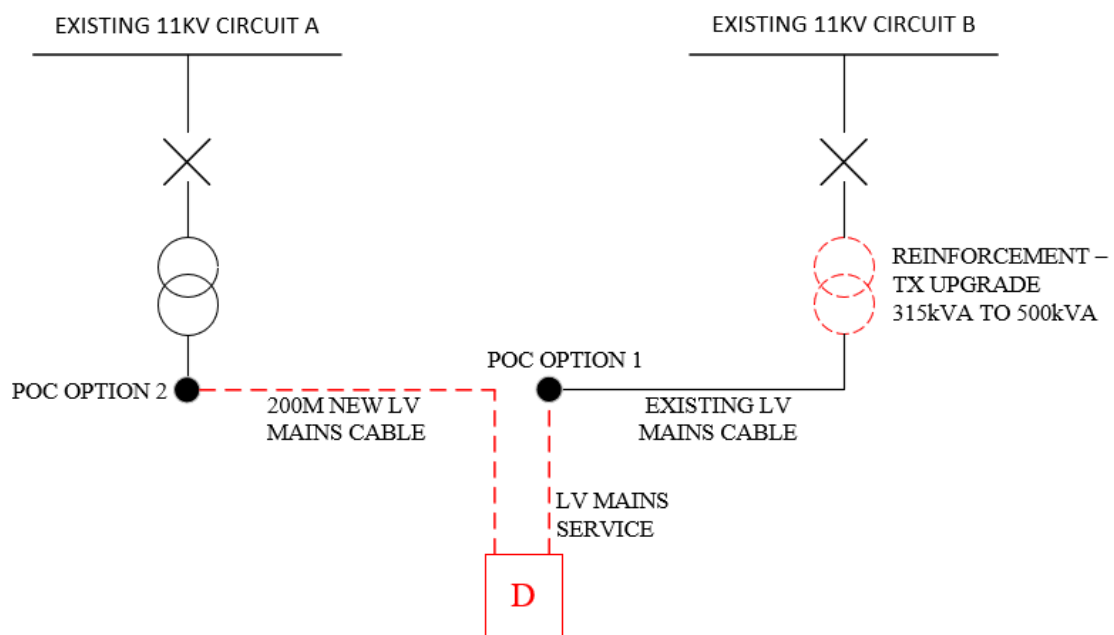 EXISTING 11KV CIRCUIT A
EXISTING 11KV CIRCUIT B
REINFORCEMENT –
TX UPGRADE
315kVA TO 500kVA
POC OPTION 1
POC OPTION 2
200M NEW LV
MAINS CABLE
EXISTING LV
MAINS CABLE
LV MAINS
SERVICE
D